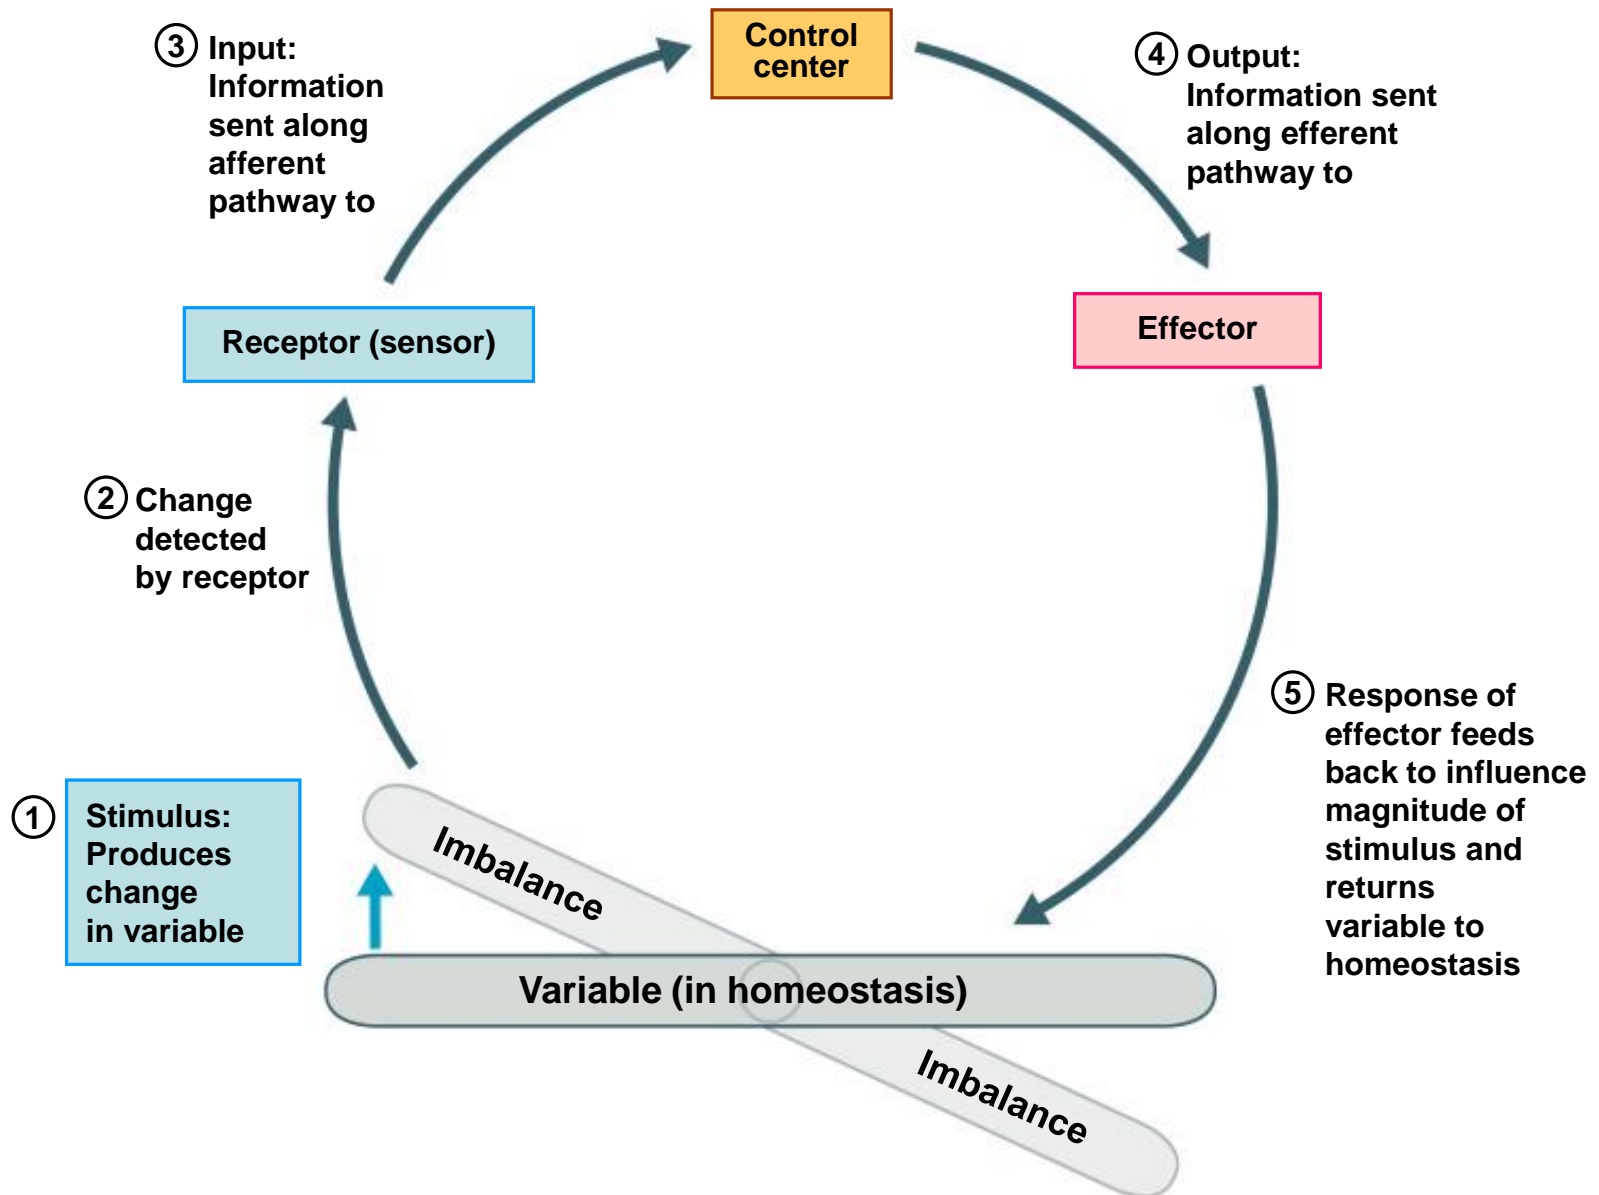 ③ Input:
Information
sent along
afferent
pathway to
Control
center
④ Output:
Information sent
along efferent
pathway to
Receptor (sensor)
Effector
② Change
detected
by receptor
① Stimulus:
Produces
change
in variable
⑤ Response of
effector feeds
back to influence
magnitude of
stimulus and
returns
variable to
homeostasis
Imbalance
Variable (in homeostasis)
Imbalance